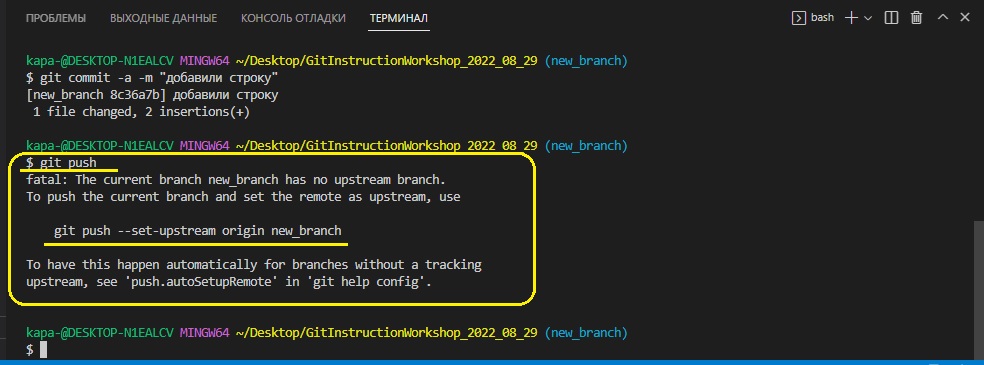 ПРОБЛЕМЫ ВЫХОДНЫЕ ДАННЫЕ КОНСОЛЬ ОТЛАДКИ ТЕРМИНАЛ bash
kapa-@DESKTOP-N1EALCV MINGW64 ~/Desktop/GitInstructionWorkshop_2022_08_29 (new_branch)
$ git commit -a -m "добавили строку"
[new_branch 8c36a7b] добавили строку
 1 file changed, 2 insertions(+)
kapa-@DESKTOP-N1EALCV MINGW64 ~/Desktop/GitInstructionWorkshop_2022_08_29 (new_branch)
$ git push
fatal: The current branch new_branch has no upstream branch.
To push the current branch and set the remote as upstream, use
    git push --set-upstream origin new_branch
To have this happen automatically for branches without a tracking
upstream, see 'push.autoSetupRemote' in 'git help config'.
kapa-@DESKTOP-N1EALCV MINGW64 ~/Desktop/GitInstructionWorkshop_2022_08_29 (new_branch)
$